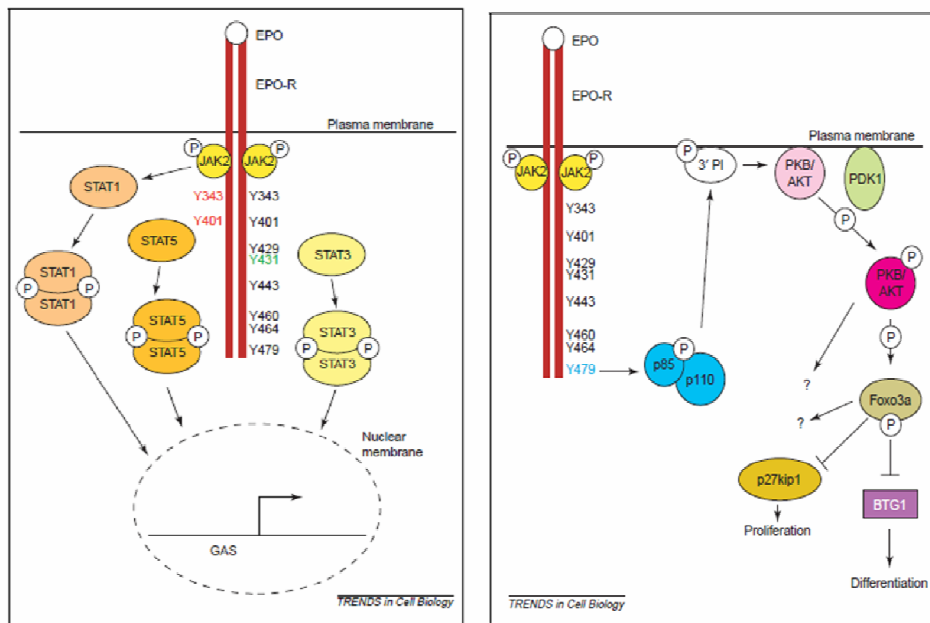 EPO
EPO-R
Plasma membrane
P
JAK2
JAK2
P
STAT1
Y343
Y343
Y401
Y401
STAT5
Y429
Y431
STAT3
STAT1
P
P
STAT1
Y443
STAT5
P
P
STAT5
Y460
Y464
Y479
STAT3
P
P
STAT3
Nuclear
membrane
GAS
TRENDS in Cell Biology
EPO
EPO-R
Plasma membrane
P
JAK2
JAK2
P
P
3' PI
PKB/
AKT
PDK1
P
Y343
Y401
Y429
Y431
Y443
Y460
Y464
Y479
P
p85
p110
P
PKB/
AKT
P
?
Foxo3a
P
?
p27kip1
BTG1
Proliferation
Differentiation
TRENDS in Cell Biology